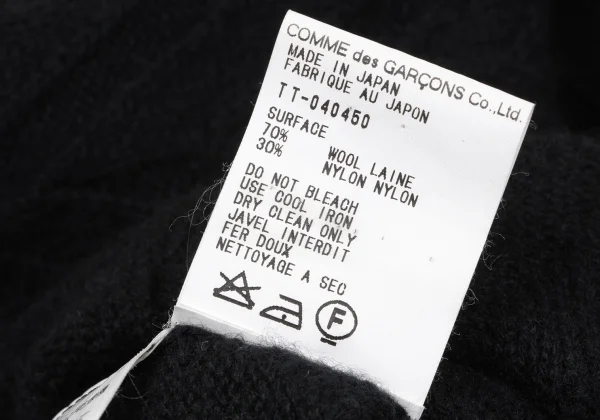 COMME des GARÇONS Co.,Ltd.
MADE IN JAPAN
FABRIQUE AU JAPON
TT-040450
SURFACE
70% WOOL LAINE
30% NYLON NYLON
DO NOT BLEACH
USE COOL IRON
DRY CLEAN ONLY
JAVEL INTERDIT
FER DOUX
NETTOYAGE A SEC
F